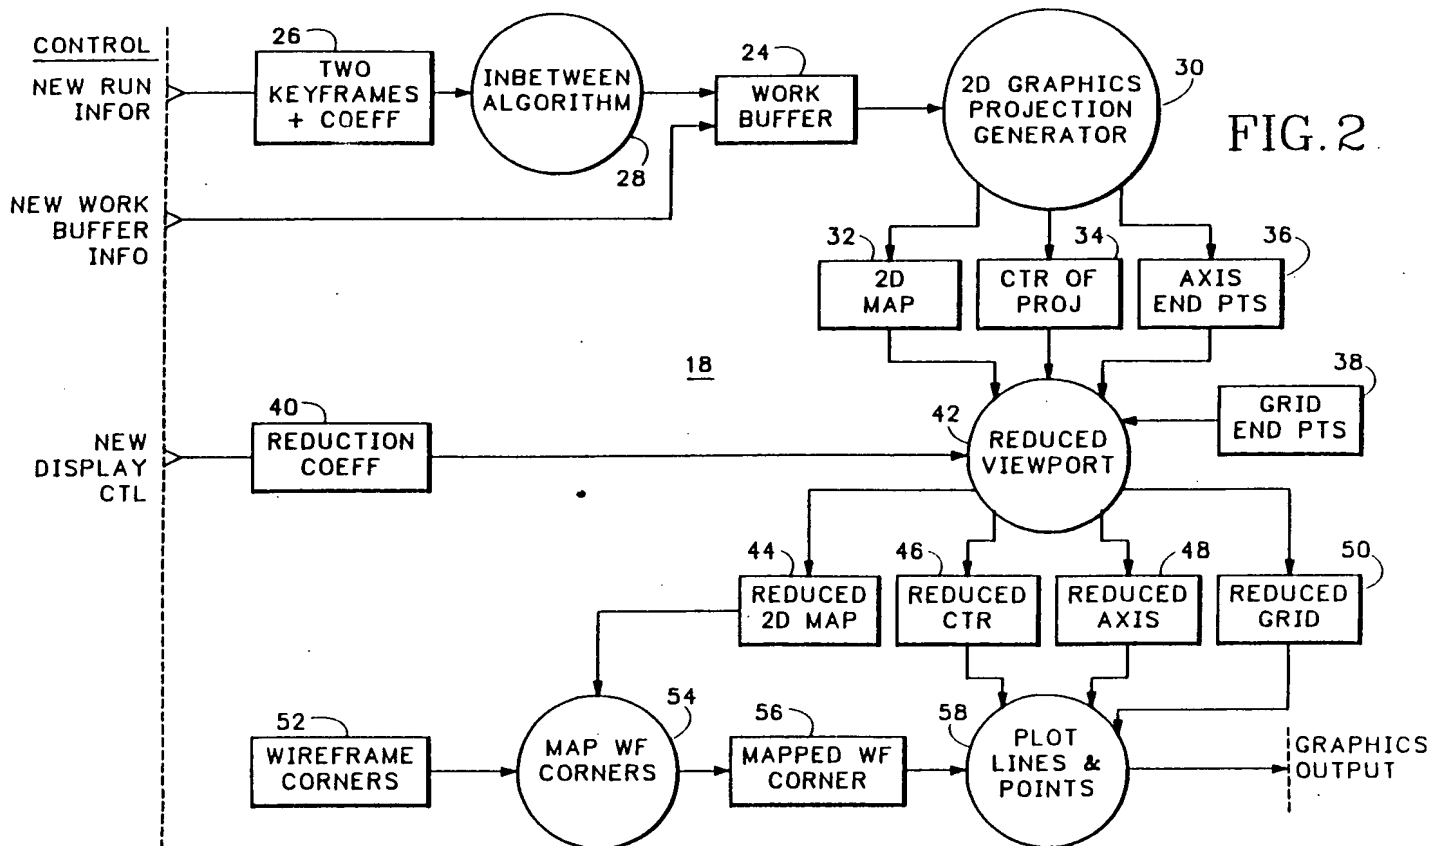 CONTROL
NEW RUN
INFOR
26
TWO
KEYFRAMES
+ COEFF
INBETWEEN
ALGORITHM
28
24
WORK
BUFFER
2D GRAPHICS
PROJECTION
GENERATOR
30
FIG. 2
NEW WORK
BUFFER
INFO
32
2D
MAP
34
CTR OF
PROJ
36
AXIS
END PTS
18
38
GRID
END PTS
NEW
DISPLAY
CTL
40
REDUCTION
COEFF
42
REDUCED
VIEWPORT
44
REDUCED
2D MAP
46
REDUCED
CTR
48
REDUCED
AXIS
50
REDUCED
GRID
52
WIREFRAME
CORNERS
54
MAP WF
CORNERS
56
MAPPED WF
CORNER
58
PLOT
LINES &
POINTS
GRAPHICS
OUTPUT